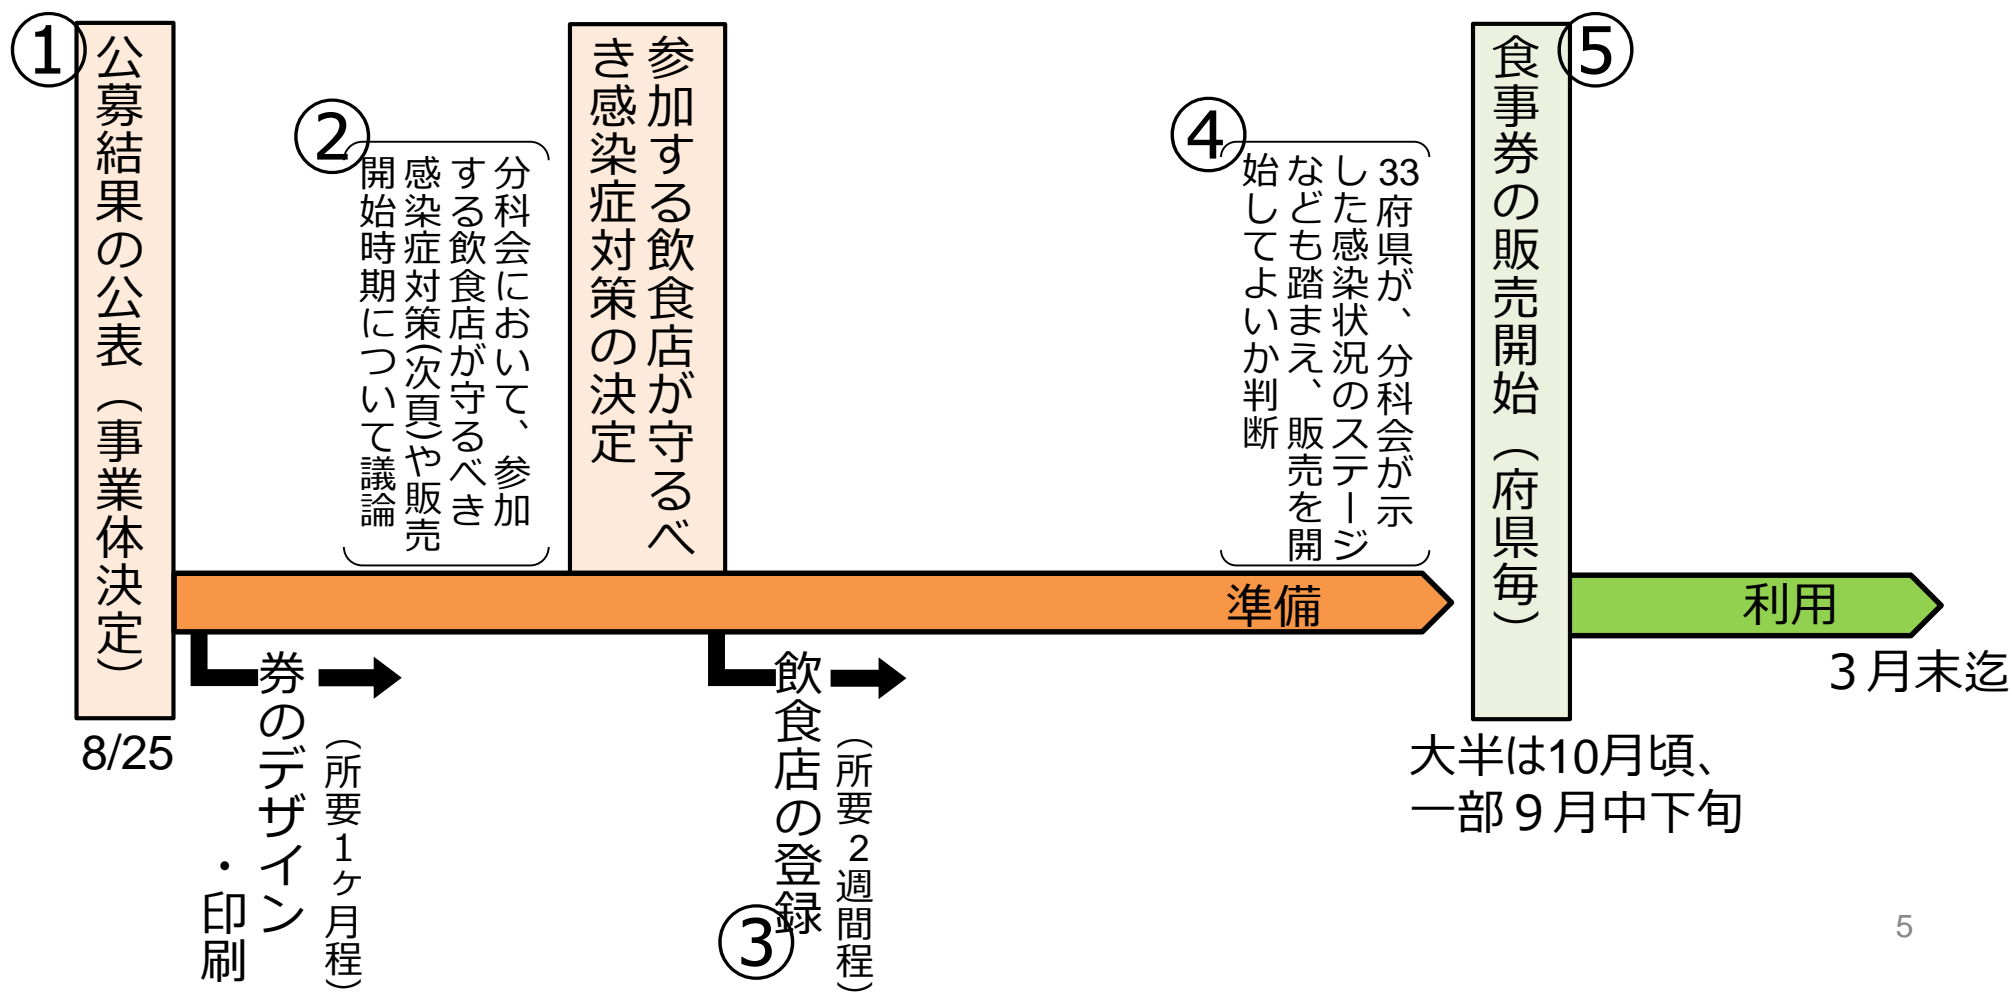 ①
公募結果の公表（事業体決定）
8/25
②
分科会において、参加
する飲食店が守るべき
感染症対策(次頁)や販売
開始時期について議論
参加する飲食店が守るべ
き感染症対策の決定
準備
券のデザイン
・印刷
（所要１ヶ月程）
③
飲食店の登録
（所要２週間程）
④
33府県が、分科会が示
した感染状況のステージ
なども踏まえ、販売を開
始してよいか判断
⑤
食事券の販売開始（府県毎）
大半は10月頃、
一部９月中下旬
利用
３月末迄
5